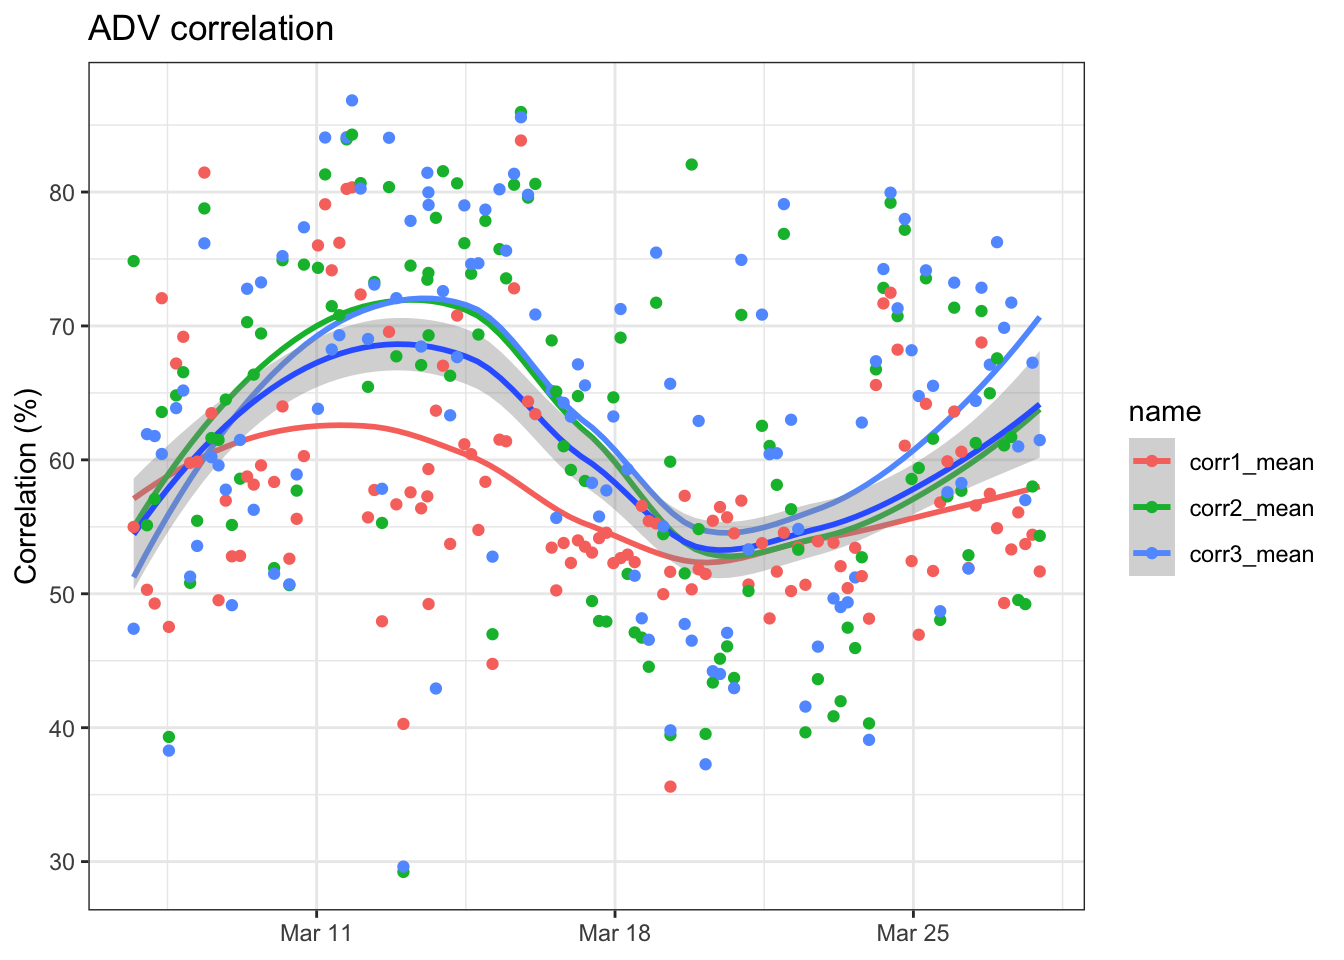 ADV correlation
Correlation (%)
80
70
60
50
40
30
Mar 11
Mar 18
Mar 25
name
corr1_mean
corr2_mean
corr3_mean